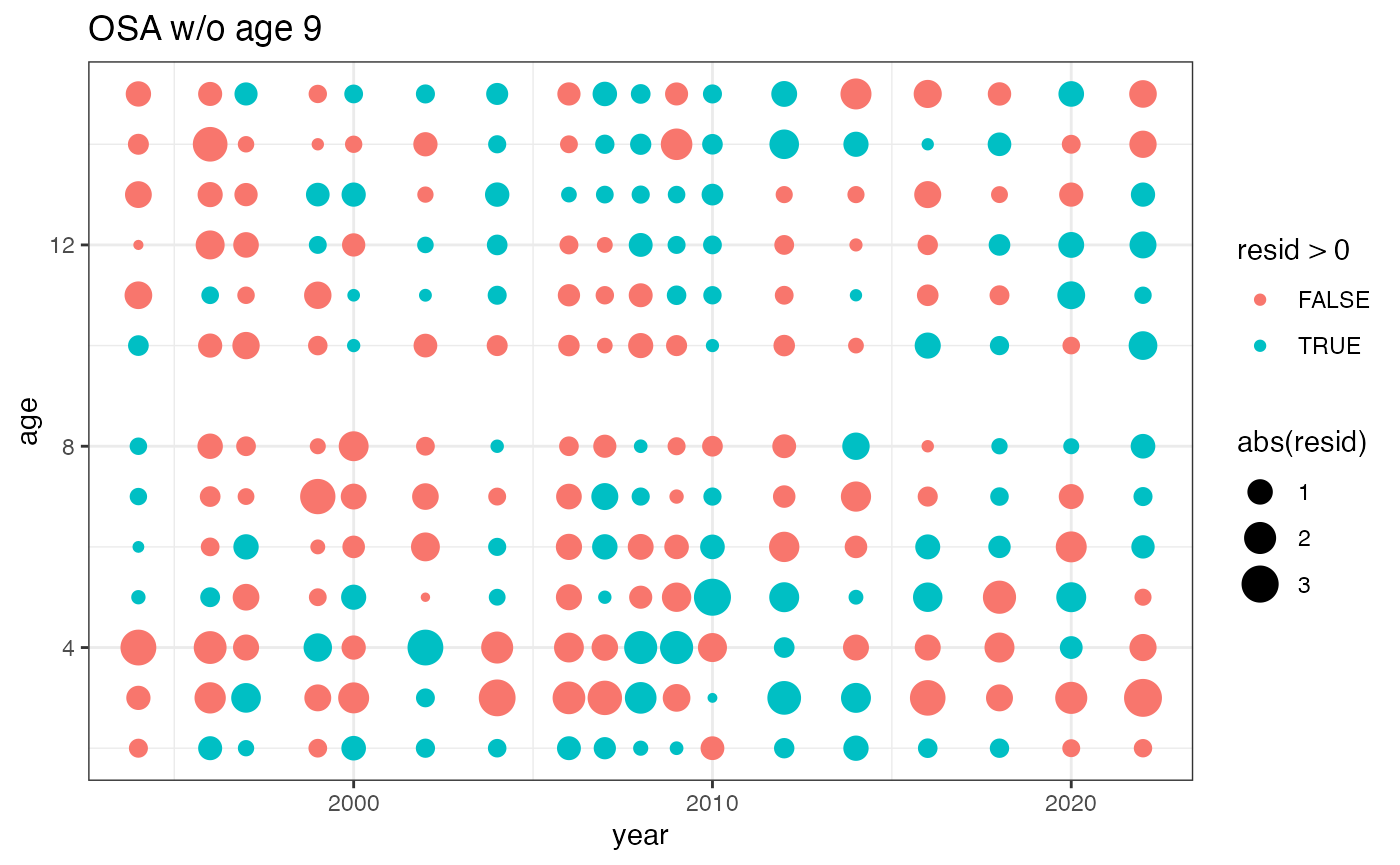 OSA w/o age 9
12
8
4
age
2000
2010
2020
year
resid > 0
FALSE
TRUE
abs(resid)
1
2
3